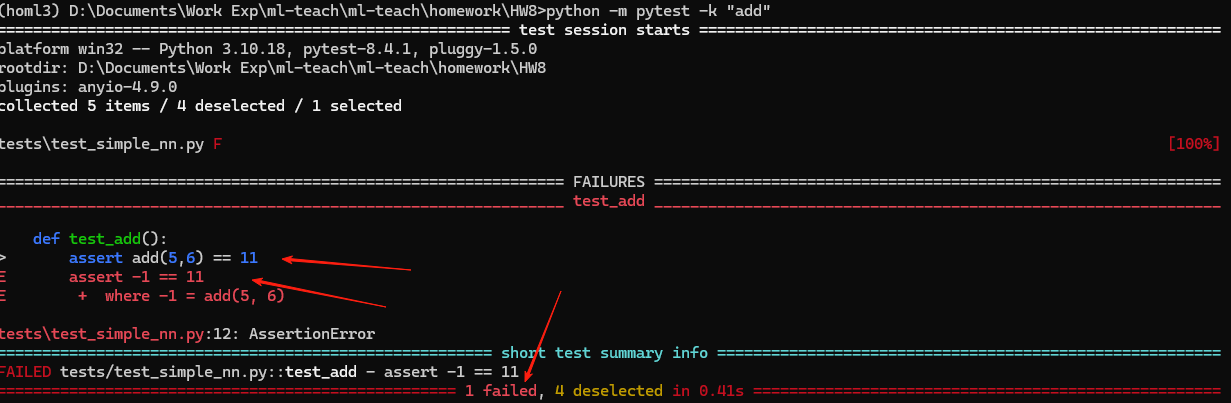 (homl3) D:\Documents\Work Exp\ml-teach\ml-teach\homework\HW8>python -m pytest -k "add"
================================================== test session starts ==================================================
platform win32 -- Python 3.10.18, pytest-8.4.1, pluggy-1.5.0
rootdir: D:\Documents\Work Exp\ml-teach\ml-teach\homework\HW8
plugins: anyio-4.9.0
collected 5 items / 4 deselected / 1 selected
tests\test_simple_nn.py F [100%]
======================================================= FAILURES =======================================================
_______________________________________________________ test_add _______________________________________________________
def test_add():
> assert add(5,6) == 11
E assert -1 == 11
E + where -1 = add(5, 6)
tests\test_simple_nn.py:12: AssertionError
================================================ short test summary info ================================================
FAILED tests/test_simple_nn.py::test_add - assert -1 == 11
============================================ 1 failed, 4 deselected in 0.41s ============================================